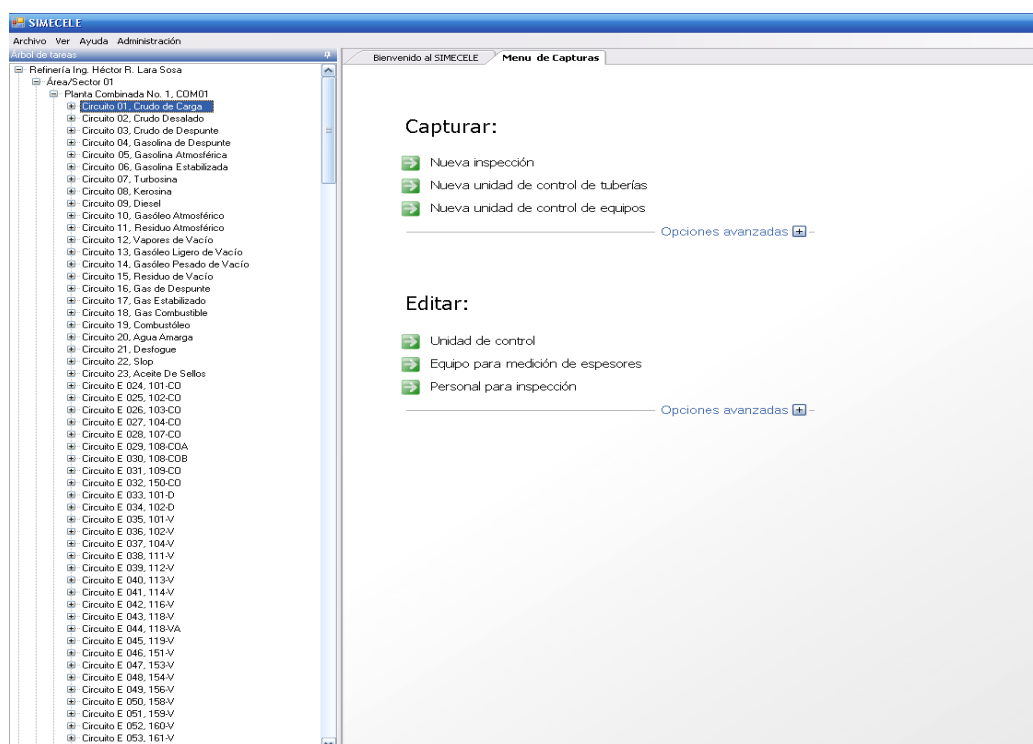 SIMECELE
Archivo Ver Ayuda Administración
Árbol de tareas
Refinería Ing. Héctor R. Lara Sosa
Área/Sector 01
Planta Combinada No. 1, COM01
Circuito 01, Crudo de Carga
Circuito 02, Crudo Desalado
Circuito 03, Crudo de Despunte
Circuito 04, Gasolina de Despunte
Circuito 05, Gasolina Atmosférica
Circuito 06, Gasolina Estabilizada
Circuito 07, Turbosina
Circuito 08, Kerosina
Circuito 09, Diesel
Circuito 10, Gasóleo Atmosférico
Circuito 11, Residuo Atmosférico
Circuito 12, Vapores de Vacío
Circuito 13, Gasóleo Ligero de Vacío
Circuito 14, Gasóleo Pesado de Vacío
Circuito 15, Residuo de Vacío
Circuito 16, Gas de Despunte
Circuito 17, Gas Estabilizado
Circuito 18, Gas Combustible
Circuito 19, Combustóleo
Circuito 20, Agua Amarga
Circuito 21, Desfogue
Circuito 22, Slop
Circuito 23, Aceite De Sellos
Circuito E 024, 101-CO
Circuito E 025, 102-CO
Circuito E 026, 103-CO
Circuito E 027, 104-CO
Circuito E 028, 107-CO
Circuito E 029, 108-COA
Circuito E 030, 108-COB
Circuito E 031, 109-CO
Circuito E 032, 150-CO
Circuito E 033, 101-D
Circuito E 034, 102-D
Circuito E 035, 101-V
Circuito E 036, 102-V
Circuito E 037, 104-V
Circuito E 038, 111-V
Circuito E 039, 112-V
Circuito E 040, 113-V
Circuito E 041, 114-V
Circuito E 042, 116-V
Circuito E 043, 118-V
Circuito E 044, 118-VA
Circuito E 045, 119-V
Circuito E 046, 151-V
Circuito E 047, 153-V
Circuito E 048, 154-V
Circuito E 049, 156-V
Circuito E 050, 158-V
Circuito E 051, 159-V
Circuito E 052, 160-V
Circuito E 053, 161-V
Bienvenido al SIMECELE Menu de Capturas
Capturar:
Nueva inspección
Nueva unidad de control de tuberías
Nueva unidad de control de equipos
Opciones avanzadas
Editar:
Unidad de control
Equipo para medición de espesores
Personal para inspección
Opciones avanzadas